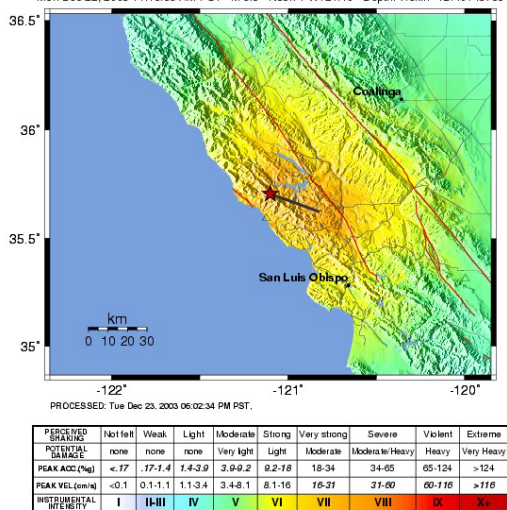 36.5°
36°
35.5°
35°
Coalinga
San Luis Obispo
km
0 10 20 30
-122° -121° -120°
PROCESSED: Tue Dec 23, 2003 06:02:34 PM PST.
PERCEIVED SHAKING Not felt Weak Light Moderate Strong Very strong Severe Violent Extreme
POTENTIAL DAMAGE none none none Very light Light Moderate Moderate/Heavy Heavy Very Heavy
PEAK ACC.(%g) <.17 .17-1.4 1.4-3.9 3.9-9.2 9.2-18 18-34 34-65 65-124 >124
PEAK VEL.(cm/s) <0.1 0.1-1.1 1.1-3.4 3.4-8.1 8.1-16 16-31 31-60 60-116 >116
INSTRUMENTAL INTENSITY I II-III IV V VI VII VIII IX X+